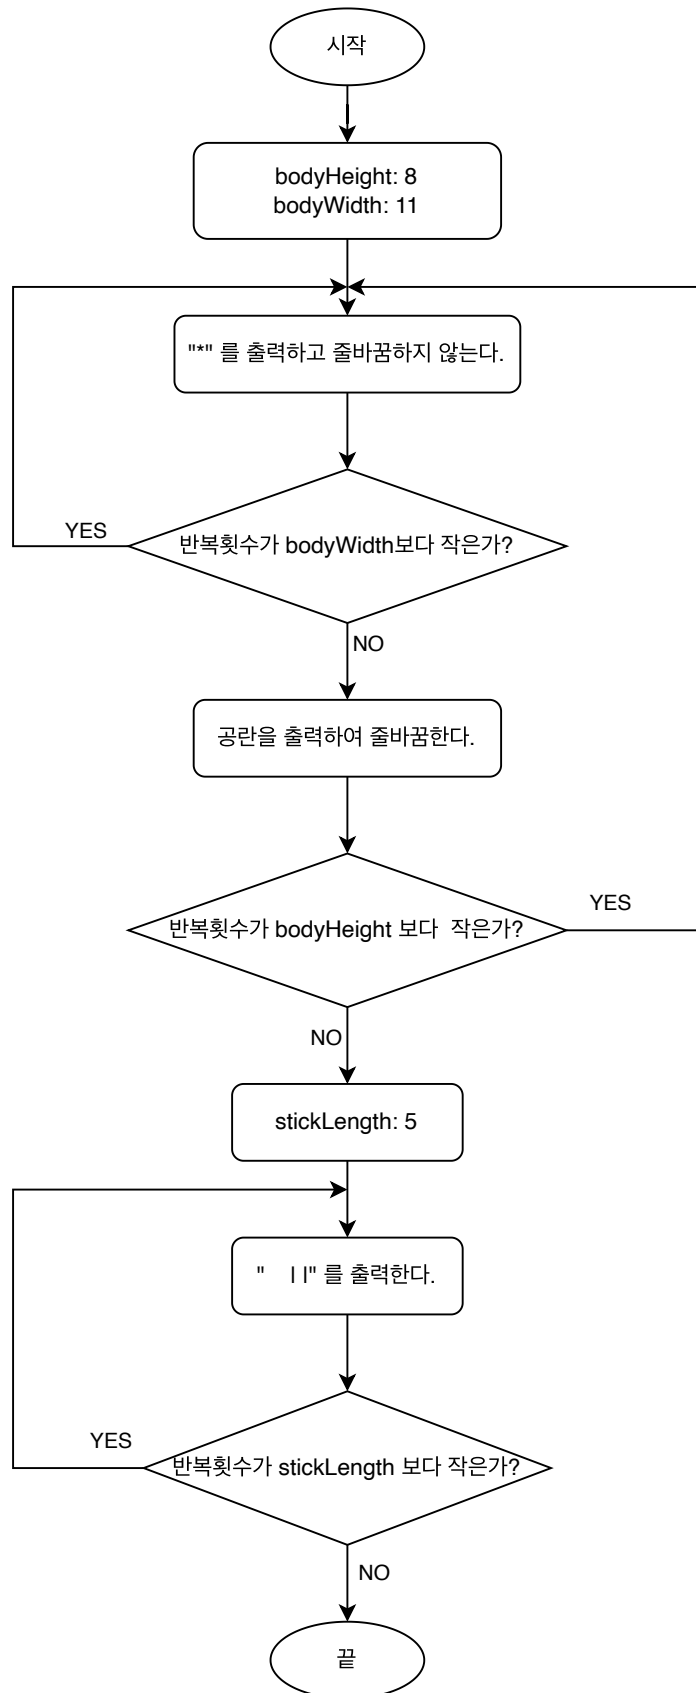 시작
bodyHeight: 8
bodyWidth: 11
"*" 를 출력하고 줄바꿈하지 않는다.
YES
반복횟수가 bodyWidth보다 작은가?
NO
공란을 출력하여 줄바꿈한다.
YES
반복횟수가 bodyHeight 보다  작은가?
NO
stickLength: 5
"    | |" 를 출력한다.
YES
반복횟수가 stickLength 보다 작은가?
NO
끝